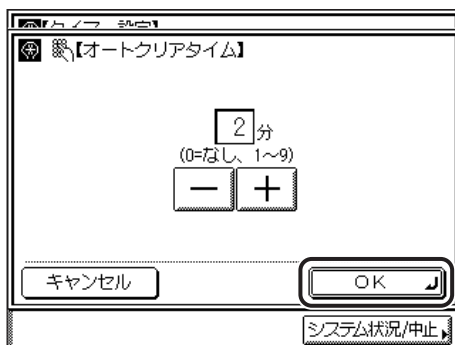 【オートクリアタイム】
2分
(0=なし、1～9)
－ ＋
キャンセル
OK
システム状況/中止